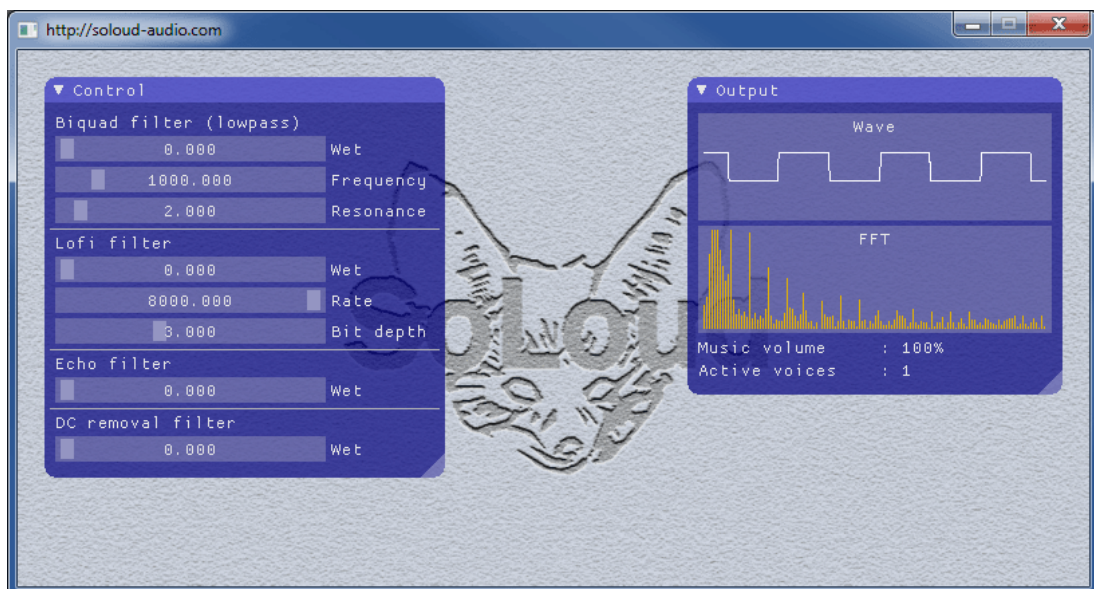 http://soloud-audio.com
Control
Biquad filter (lowpass)
0.000 Wet
1000.000 Frequency
2.000 Resonance
Lofi filter
0.000 Wet
8000.000 Rate
3.000 Bit depth
Echo filter
0.000 Wet
DC removal filter
0.000 Wet
SoLoud
Output
Wave
FFT
Music volume : 100%
Active voices : 1